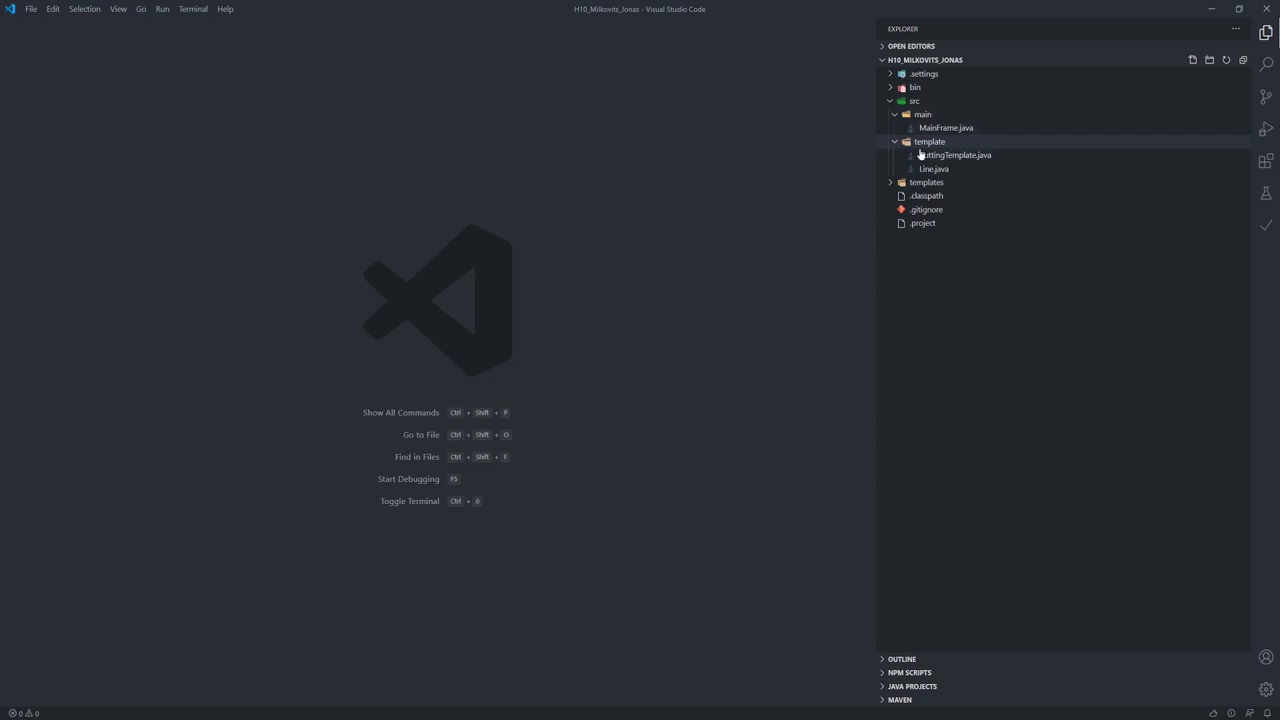 File Edit Selection View Go Run Terminal Help
H10_Milkovits_Jonas - Visual Studio Code
EXPLORER
OPEN EDITORS
H10_MILKOVITS_JONAS
.settings
bin
src
main
MainFrame.java
template
uttingTemplate.java
Line.java
templates
.classpath
.gitignore
.project
Show All Commands Ctrl + Shift + P
Go to File Ctrl + Shift + O
Find in Files Ctrl + Shift + F
Start Debugging F5
Toggle Terminal Ctrl + ö
OUTLINE
NPM SCRIPTS
JAVA PROJECTS
MAVEN
0 0